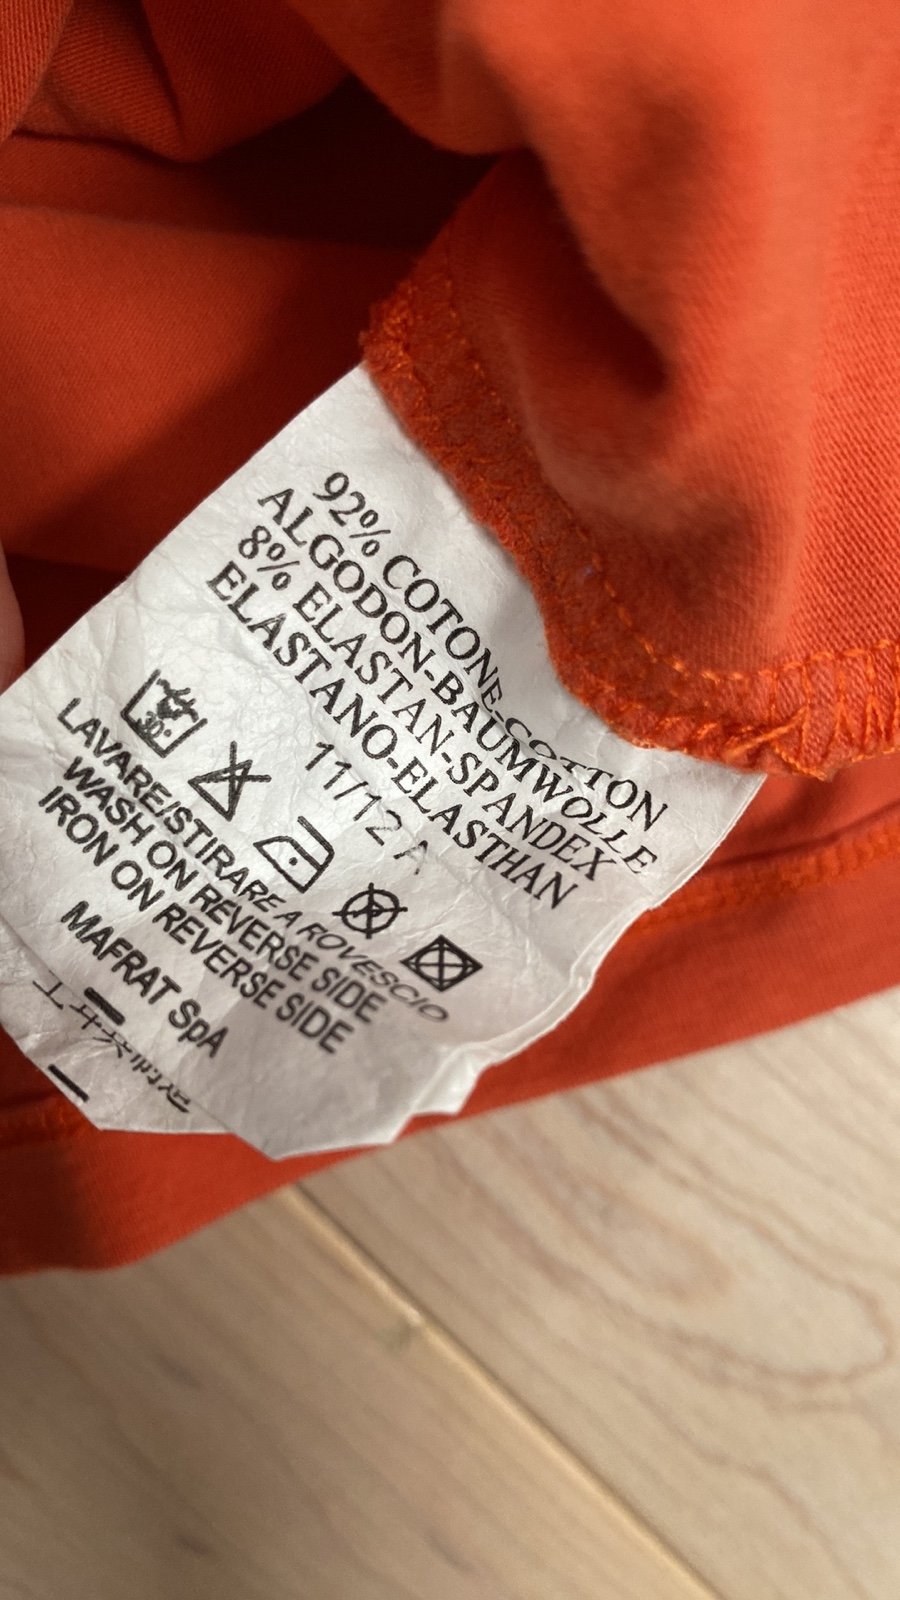 92% COTONE-COTTON
ALGODON-BAUMWOLLE
8% ELASTAN-SPANDEX
ELASTANO-ELASTHAN
11/12 A
30°
P
LAVARE/STIRARE A ROVESCIO
WASH ON REVERSE SIDE
IRON ON REVERSE SIDE
MAFRAT SpA